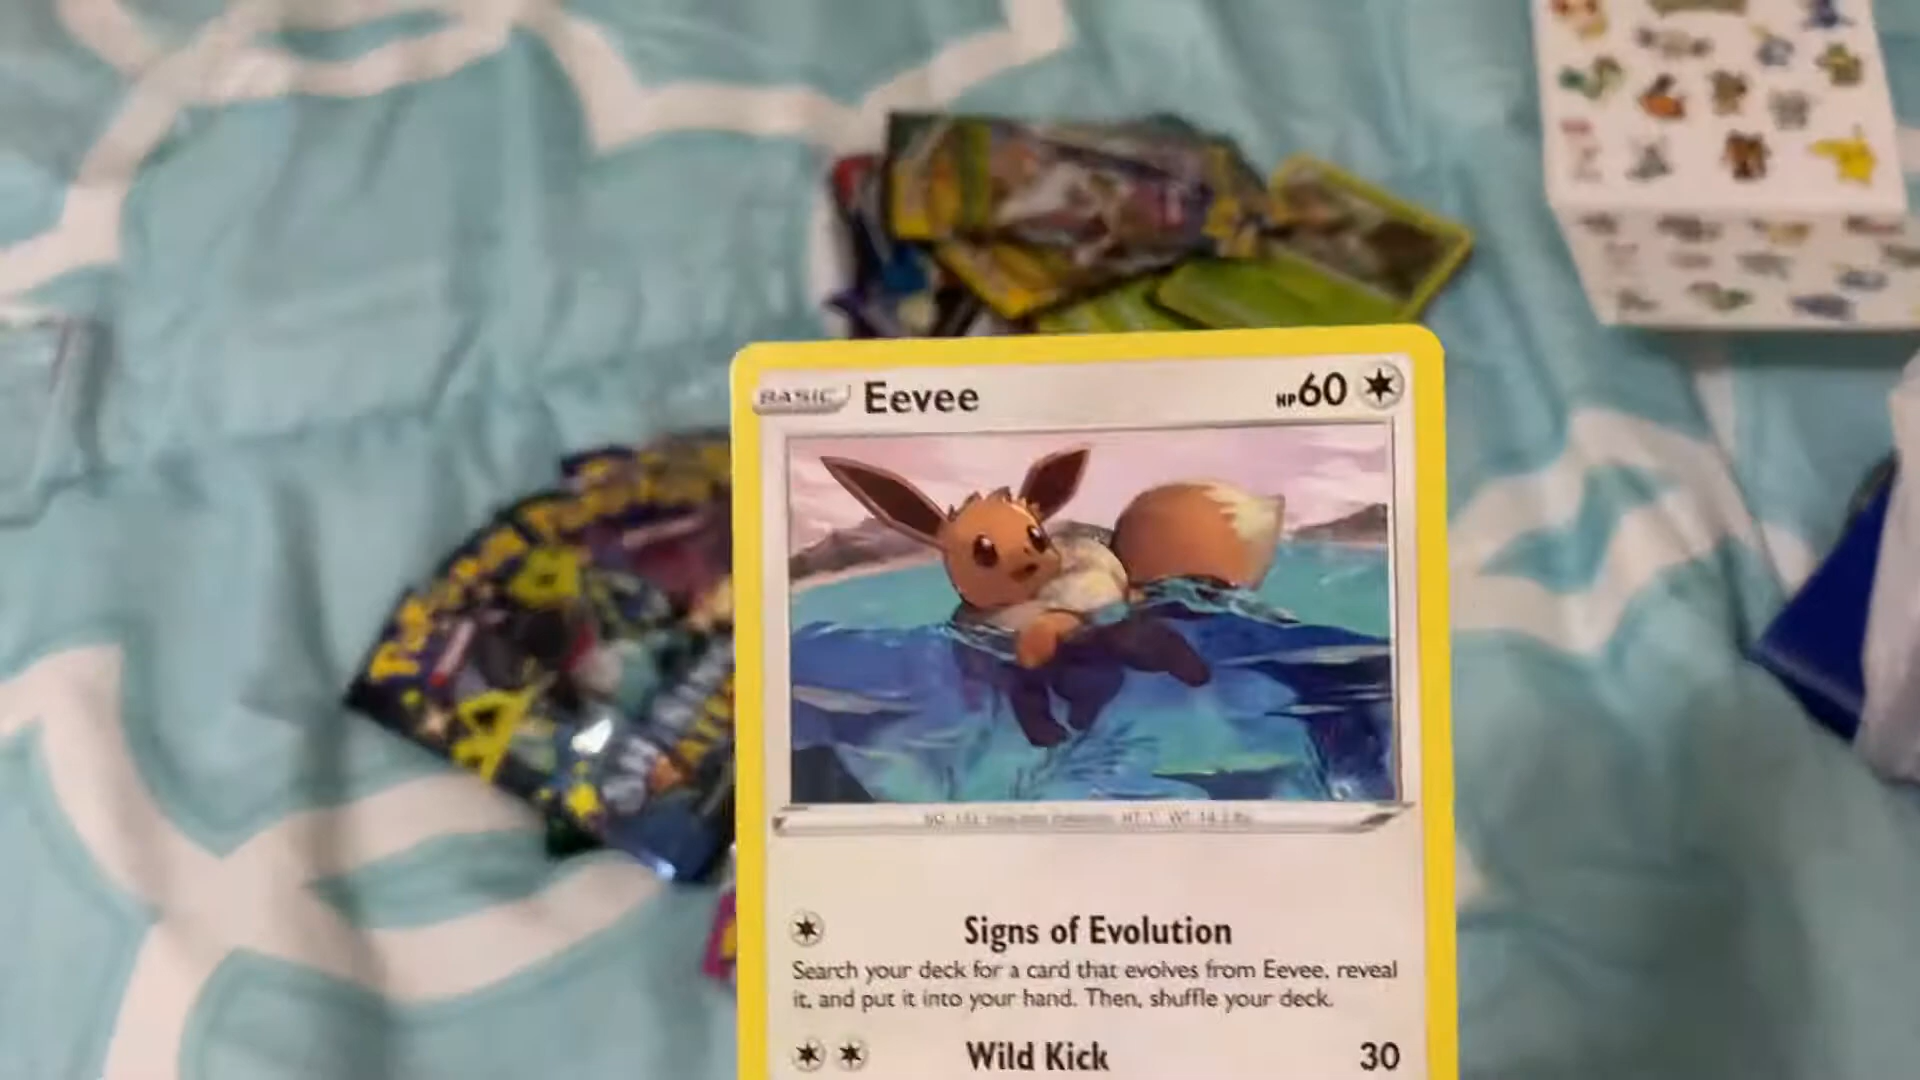 BASIC Eevee HP60
Signs of Evolution
Search your deck for a card that evolves from Eevee, reveal
it, and put it into your hand. Then, shuffle your deck.
Wild Kick 30